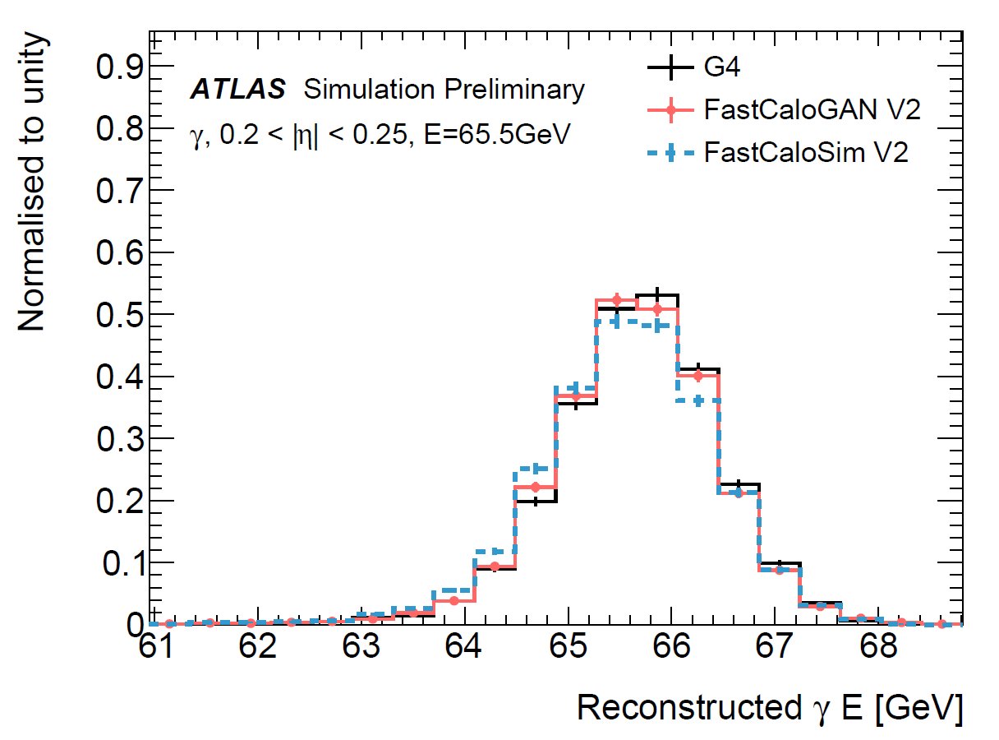 Normalised to unity
0.9
0.8
0.7
0.6
0.5
0.4
0.3
0.2
0.1
0
ATLAS Simulation Preliminary
γ, 0.2 < |η| < 0.25, E=65.5GeV
G4
FastCaloGAN V2
FastCaloSim V2
61 62 63 64 65 66 67 68
Reconstructed γ E [GeV]